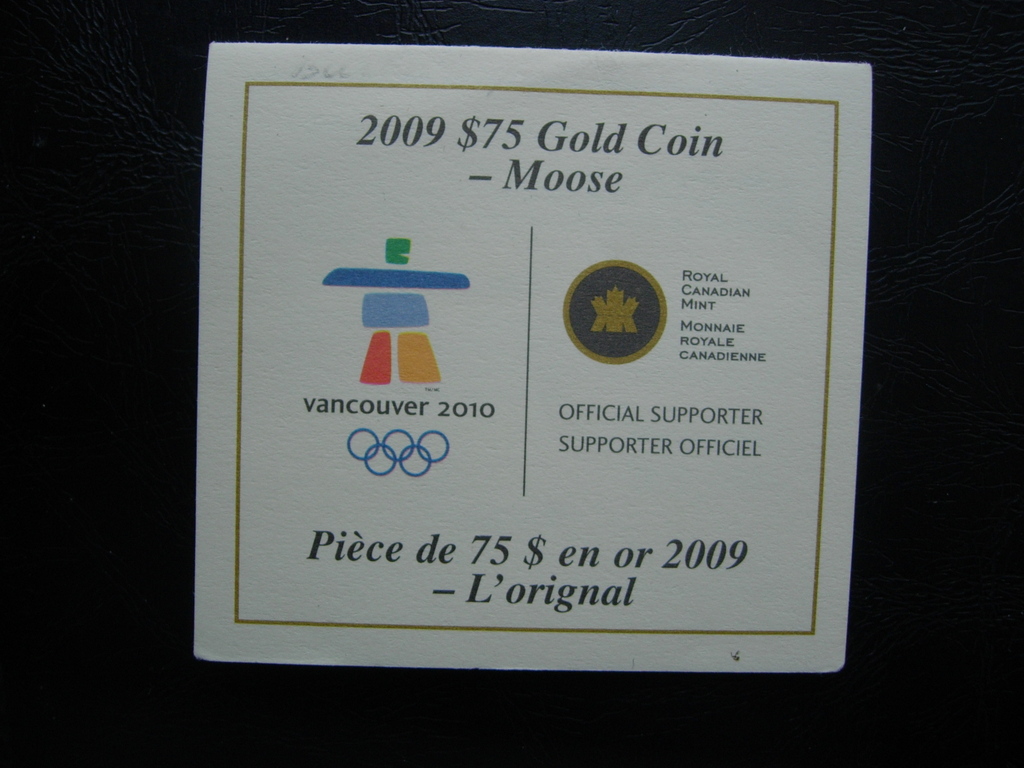 2009 $75 Gold Coin
– Moose
vancouver 2010
ROYAL
CANADIAN
MINT
MONNAIE
ROYALE
CANADIENNE
OFFICIAL SUPPORTER
SUPPORTER OFFICIEL
Pièce de 75 $ en or 2009
– L'orignal